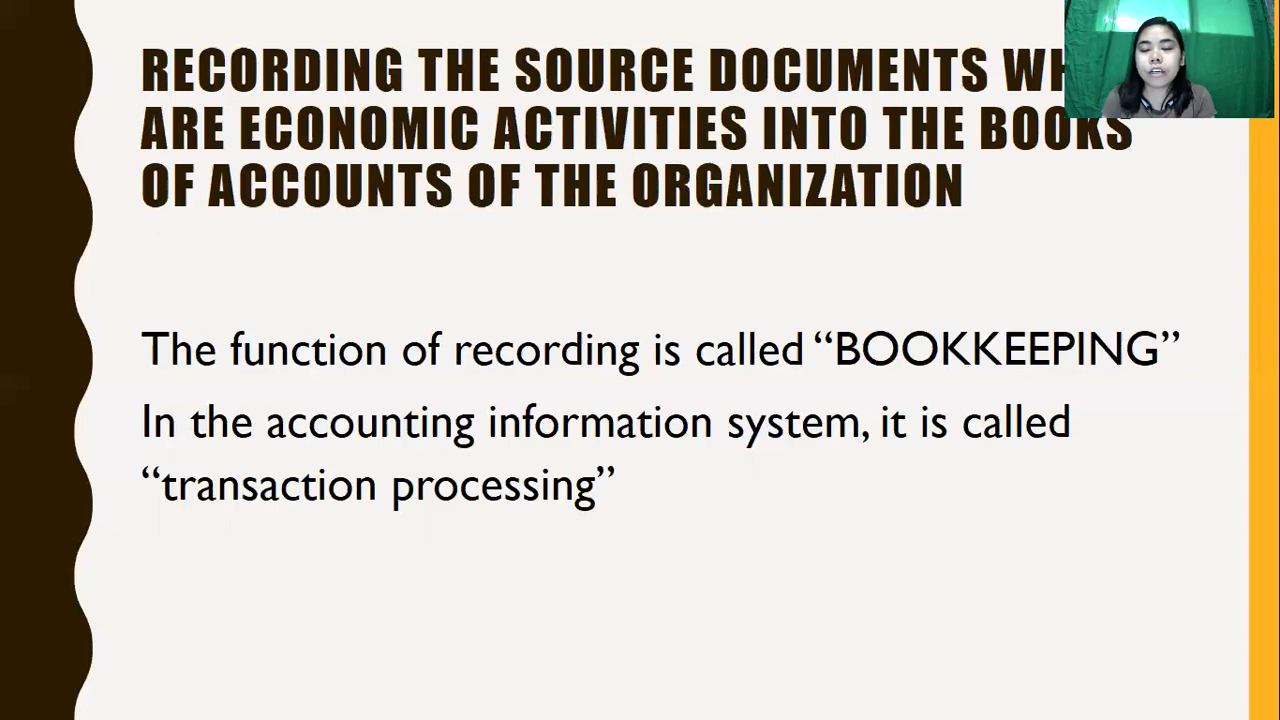 RECORDING THE SOURCE DOCUMENTS
ARE ECONOMIC ACTIVITIES INTO THE BOOKS
OF ACCOUNTS OF THE ORGANIZATION
The function of recording is called “BOOKKEEPING”
In the accounting information system, it is called
“transaction processing”